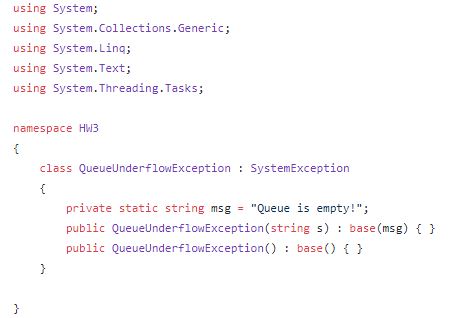 using System;
using System.Collections.Generic;
using System.Linq;
using System.Text;
using System.Threading.Tasks;

namespace HW3
{
    class QueueUnderflowException : SystemException
    {
        private static string msg = "Queue is empty!";
        public QueueUnderflowException(string s) : base(msg) { }
        public QueueUnderflowException() : base() { }
    }

}